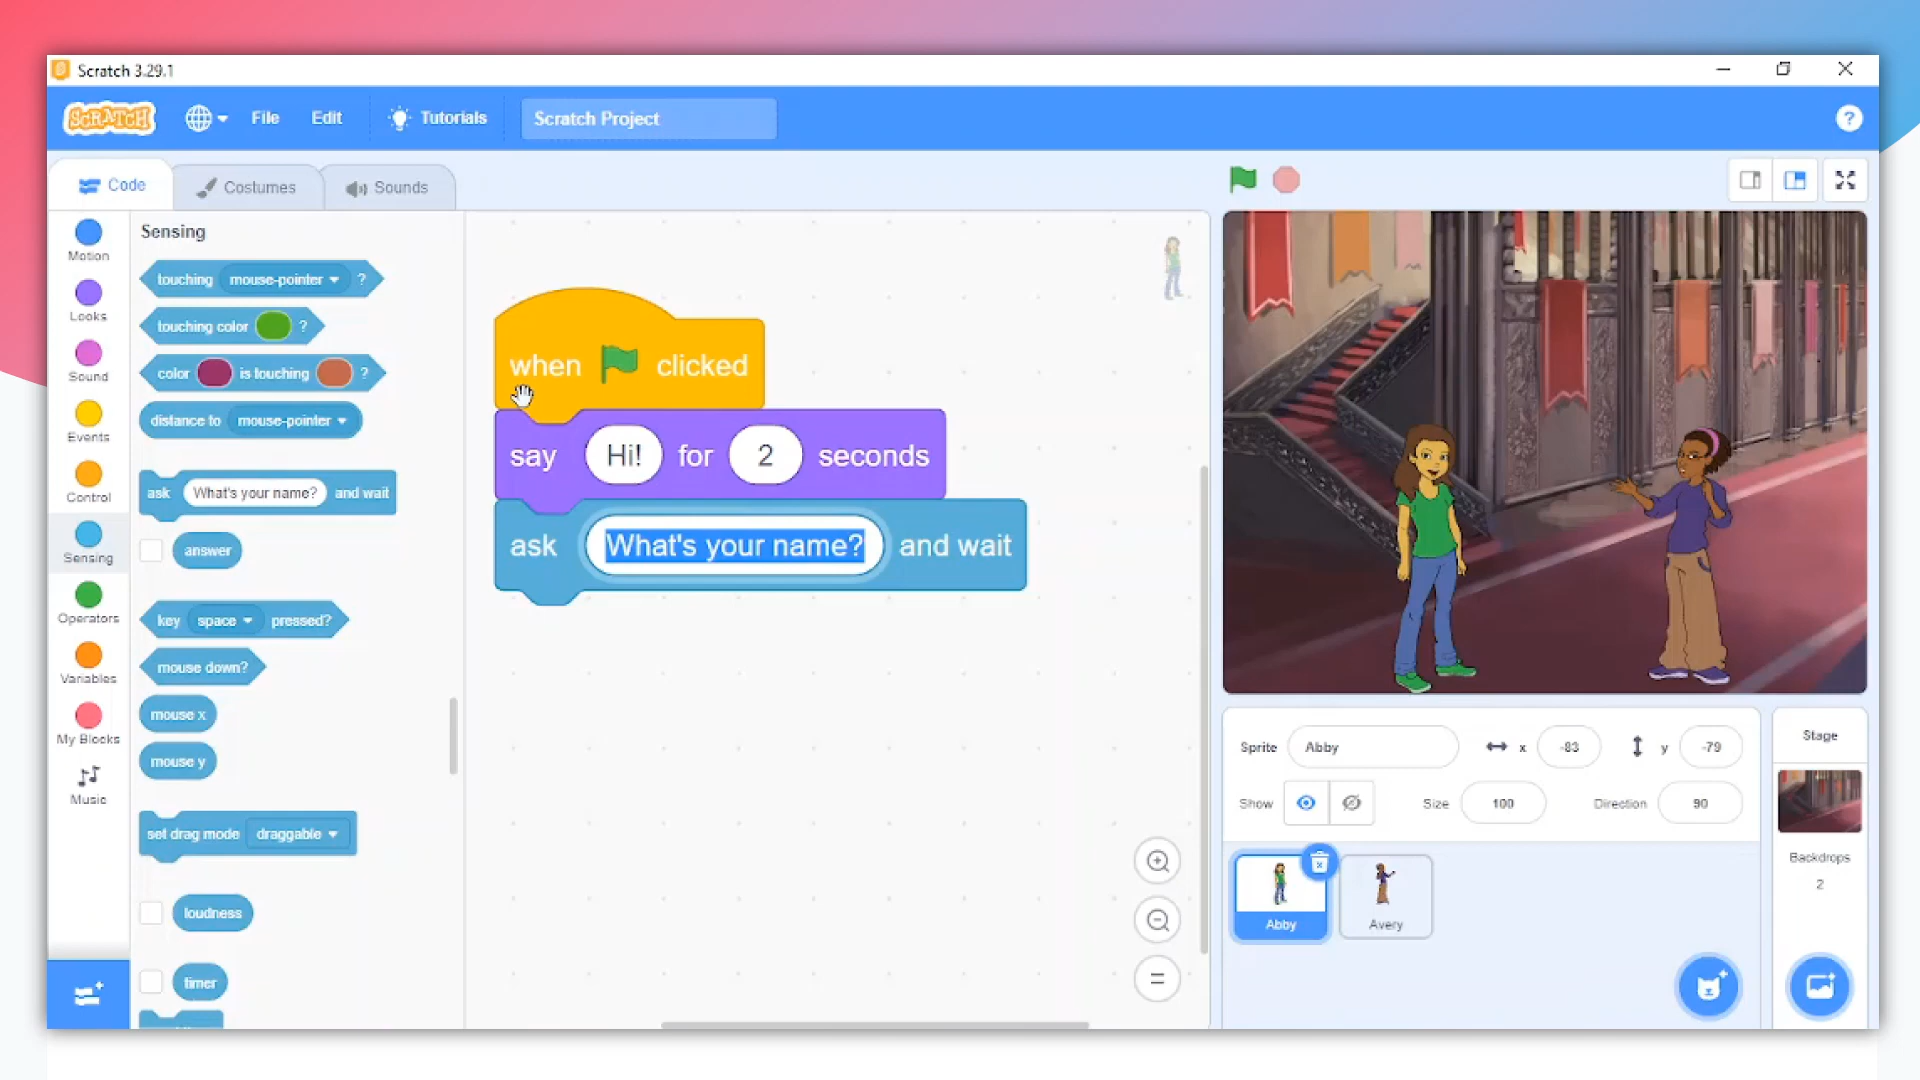 Scratch 3.29.1
SCRATCH
File
Edit
Tutorials
Scratch Project
?
Code
Costumes
Sounds
Motion
Looks
Sound
Events
Control
Sensing
Operators
Variables
My Blocks
Music
Sensing
touching mouse-pointer ?
touching color ?
color is touching ?
distance to mouse-pointer
ask What's your name? and wait
answer
key space pressed?
mouse down?
mouse x
mouse y
set drag mode draggable
loudness
timer
when clicked
say Hi! for 2 seconds
ask What's your name? and wait
Sprite Abby x -83 y -79
Show Size 100 Direction 90
Abby
Avery
Stage
Backdrops
2